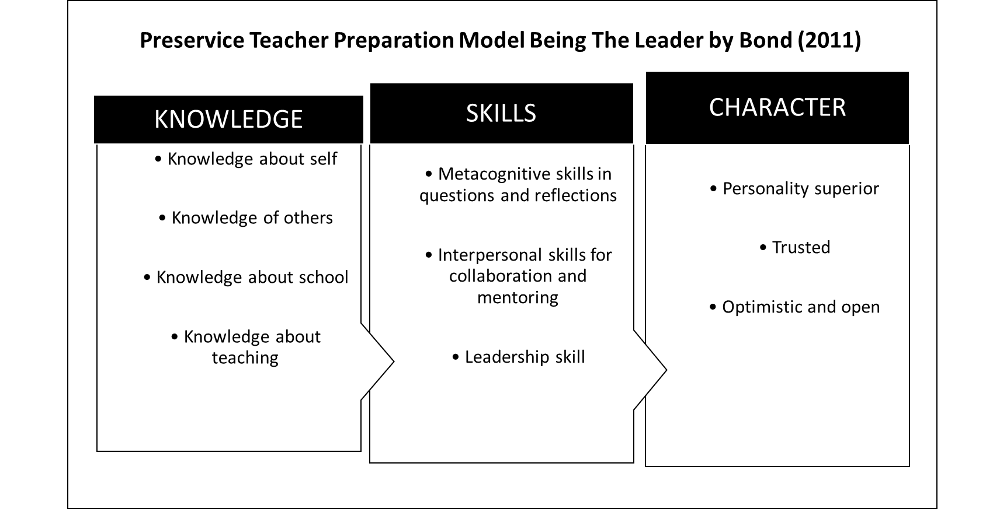 Preservice Teacher Preparation Model Being The Leader by Bond (2011)
KNOWLEDGE
• Knowledge about self
• Knowledge of others
• Knowledge about school
• Knowledge about
teaching
SKILLS
• Metacognitive skills in
questions and reflections
• Interpersonal skills for
collaboration and
mentoring
• Leadership skill
CHARACTER
• Personality superior
• Trusted
• Optimistic and open